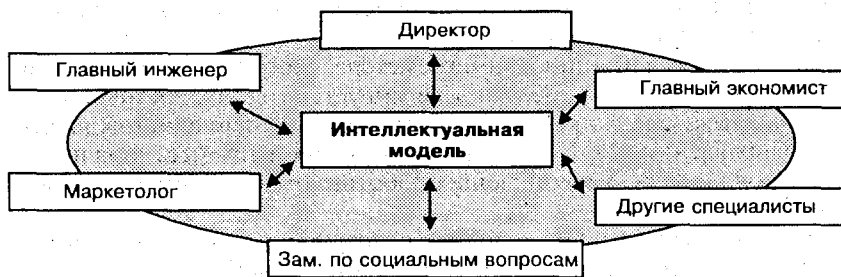 Директор
Главный инженер
Главный экономист
Интеллектуальная
модель
Маркетолог
Другие специалисты
Зам. по социальным вопросам